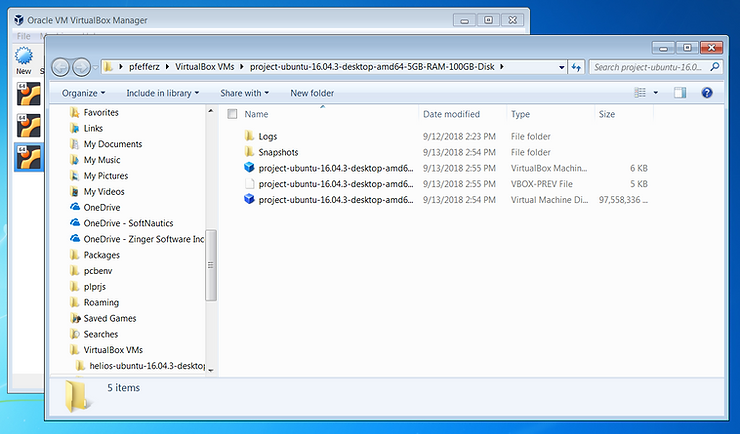 Oracle VM VirtualBox Manager
File
New
pfefferz ▸ VirtualBox VMs ▸ project-ubuntu-16.04.3-desktop-amd64-5GB-RAM-100GB-Disk ▸
Search project-ubuntu-16.0...
Organize Include in library Share with New folder
Favorites
Links
My Documents
My Music
My Pictures
My Videos
OneDrive
OneDrive - SoftNautics
OneDrive - Zinger Software Inc
Packages
pcbenv
plprjs
Roaming
Saved Games
Searches
VirtualBox VMs
helios-ubuntu-16.04.3-desktop
Name Date modified Type Size
Logs 9/12/2018 2:23 PM File folder
Snapshots 9/13/2018 2:54 PM File folder
project-ubuntu-16.04.3-desktop-amd6... 9/13/2018 2:55 PM VirtualBox Machin... 6 KB
project-ubuntu-16.04.3-desktop-amd6... 9/13/2018 2:55 PM VBOX-PREV File 5 KB
project-ubuntu-16.04.3-desktop-amd6... 9/13/2018 2:54 PM Virtual Machine Di... 97,558,336 ...
5 items
64
64
64